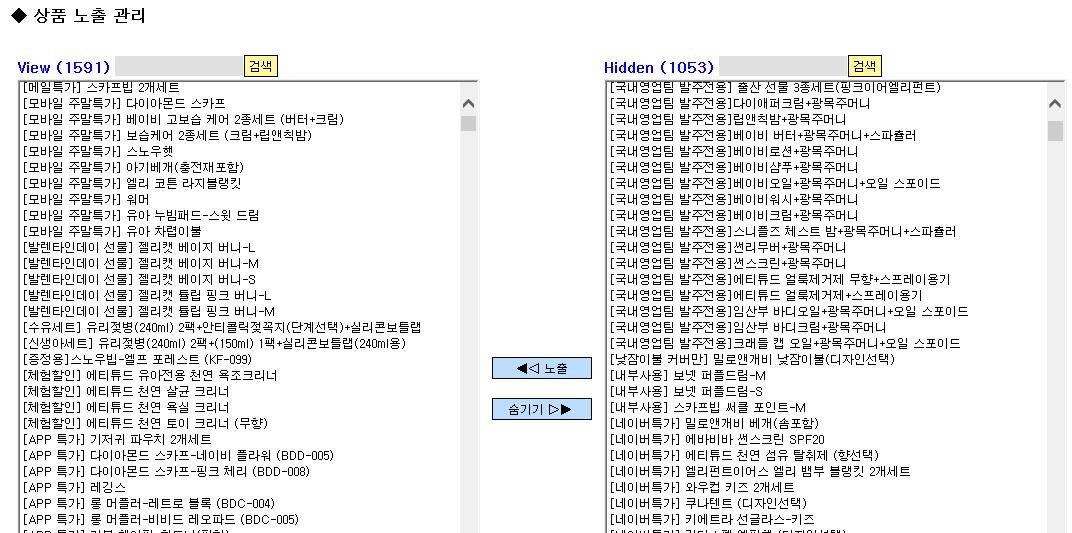 ◆ 상품 노출 관리
View (1591) 검색
[메일특가] 스카프빕 2개세트
[모바일 주말특가] 다이아몬드 스카프
[모바일 주말특가] 베이비 고보습 케어 2종세트 (버터+크림)
[모바일 주말특가] 보습케어 2종세트 (크림+립앤칙밤)
[모바일 주말특가] 스노우햇
[모바일 주말특가] 아기베개(충전재포함)
[모바일 주말특가] 엘리 코튼 라지블랭킷
[모바일 주말특가] 워머
[모바일 주말특가] 유아 누빔패드-스윗 드림
[모바일 주말특가] 유아 차렵이불
[발렌타인데이 선물] 젤리캣 베이지 버니-L
[발렌타인데이 선물] 젤리캣 베이지 버니-M
[발렌타인데이 선물] 젤리캣 베이지 버니-S
[발렌타인데이 선물] 젤리캣 튤립 핑크 버니-L
[발렌타인데이 선물] 젤리캣 튤립 핑크 버니-M
[수유세트] 유리젖병(240ml) 2팩+안티콜릭젖꼭지(단계선택)+실리콘보틀랩
[신생아세트] 유리젖병(240ml) 2팩+(150ml) 1팩+실리콘보틀랩(240ml용)
[증정용]스노우빕-엘프 포레스트 (KF-099)
[체험할인] 에티튜드 유아전용 천연 욕조크리너
[체험할인] 에티튜드 천연 살균 크리너
[체험할인] 에티튜드 천연 욕실 크리너
[체험할인] 에티튜드 천연 토이 크리너 (무향)
[APP 특가] 기저귀 파우치 2개세트
[APP 특가] 다이아몬드 스카프-네이비 플라워 (BDD-005)
[APP 특가] 다이아몬드 스카프-핑크 체리 (BDD-008)
[APP 특가] 레깅스
[APP 특가] 롱 머플러-레트로 블록 (BDC-004)
[APP 특가] 롱 머플러-비비드 레오파드 (BDC-005)
◀◁ 노출
숨기기 ▷▶
Hidden (1053) 검색
[국내영업팀 발주전용] 출산 선물 3종세트(핑크이어엘리펀트)
[국내영업팀 발주전용]다이애퍼크림+광목주머니
[국내영업팀 발주전용]립앤칙밤+광목주머니
[국내영업팀 발주전용]베이비 버터+광목주머니+스파츌러
[국내영업팀 발주전용]베이비로션+광목주머니
[국내영업팀 발주전용]베이비샴푸+광목주머니
[국내영업팀 발주전용]베이비오일+광목주머니+오일 스포이드
[국내영업팀 발주전용]베이비워시+광목주머니
[국내영업팀 발주전용]베이비크림+광목주머니
[국내영업팀 발주전용]스니플즈 체스트 밤+광목주머니+스파츌러
[국내영업팀 발주전용]썬리무버+광목주머니
[국내영업팀 발주전용]썬스크린+광목주머니
[국내영업팀 발주전용]에티튜드 얼룩제거제 무향+스프레이용기
[국내영업팀 발주전용]에티튜드 얼룩제거제+스프레이용기
[국내영업팀 발주전용]임산부 바디오일+광목주머니+오일 스포이드
[국내영업팀 발주전용]임산부 바디크림+광목주머니
[국내영업팀 발주전용]크래들 캡 오일+광목주머니+오일 스포이드
[낮잠이불 커버만] 밀로앤개비 낮잠이불(디자인선택)
[내부사용] 보넷 퍼플드럼-M
[내부사용] 보넷 퍼플드럼-S
[내부사용] 스카프빕 써클 포인트-M
[네이버특가] 밀로앤개비 베개(솜포함)
[네이버특가] 에바비바 썬스크린 SPF20
[네이버특가] 에티튜드 천연 섬유 탈취제 (향선택)
[네이버특가] 엘리펀트이어스 엘리 뱀부 블랭킷 2개세트
[네이버특가] 와우컵 키즈 2개세트
[네이버특가] 쿠나텐트 (디자인선택)
[네이버특가] 키에트라 선글라스-키즈